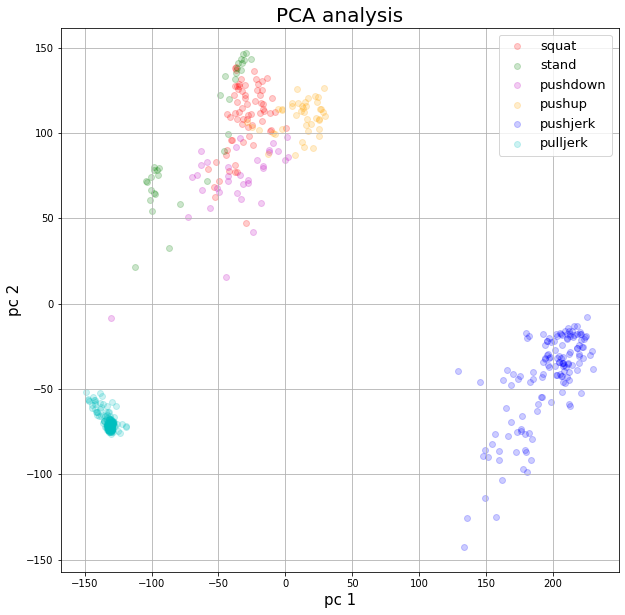 PCA analysis
squat
stand
pushdown
pushup
pushjerk
pulljerk
pc 2
150
100
50
0
−50
−100
−150
−150
−100
−50
0
50
100
150
200
pc 1